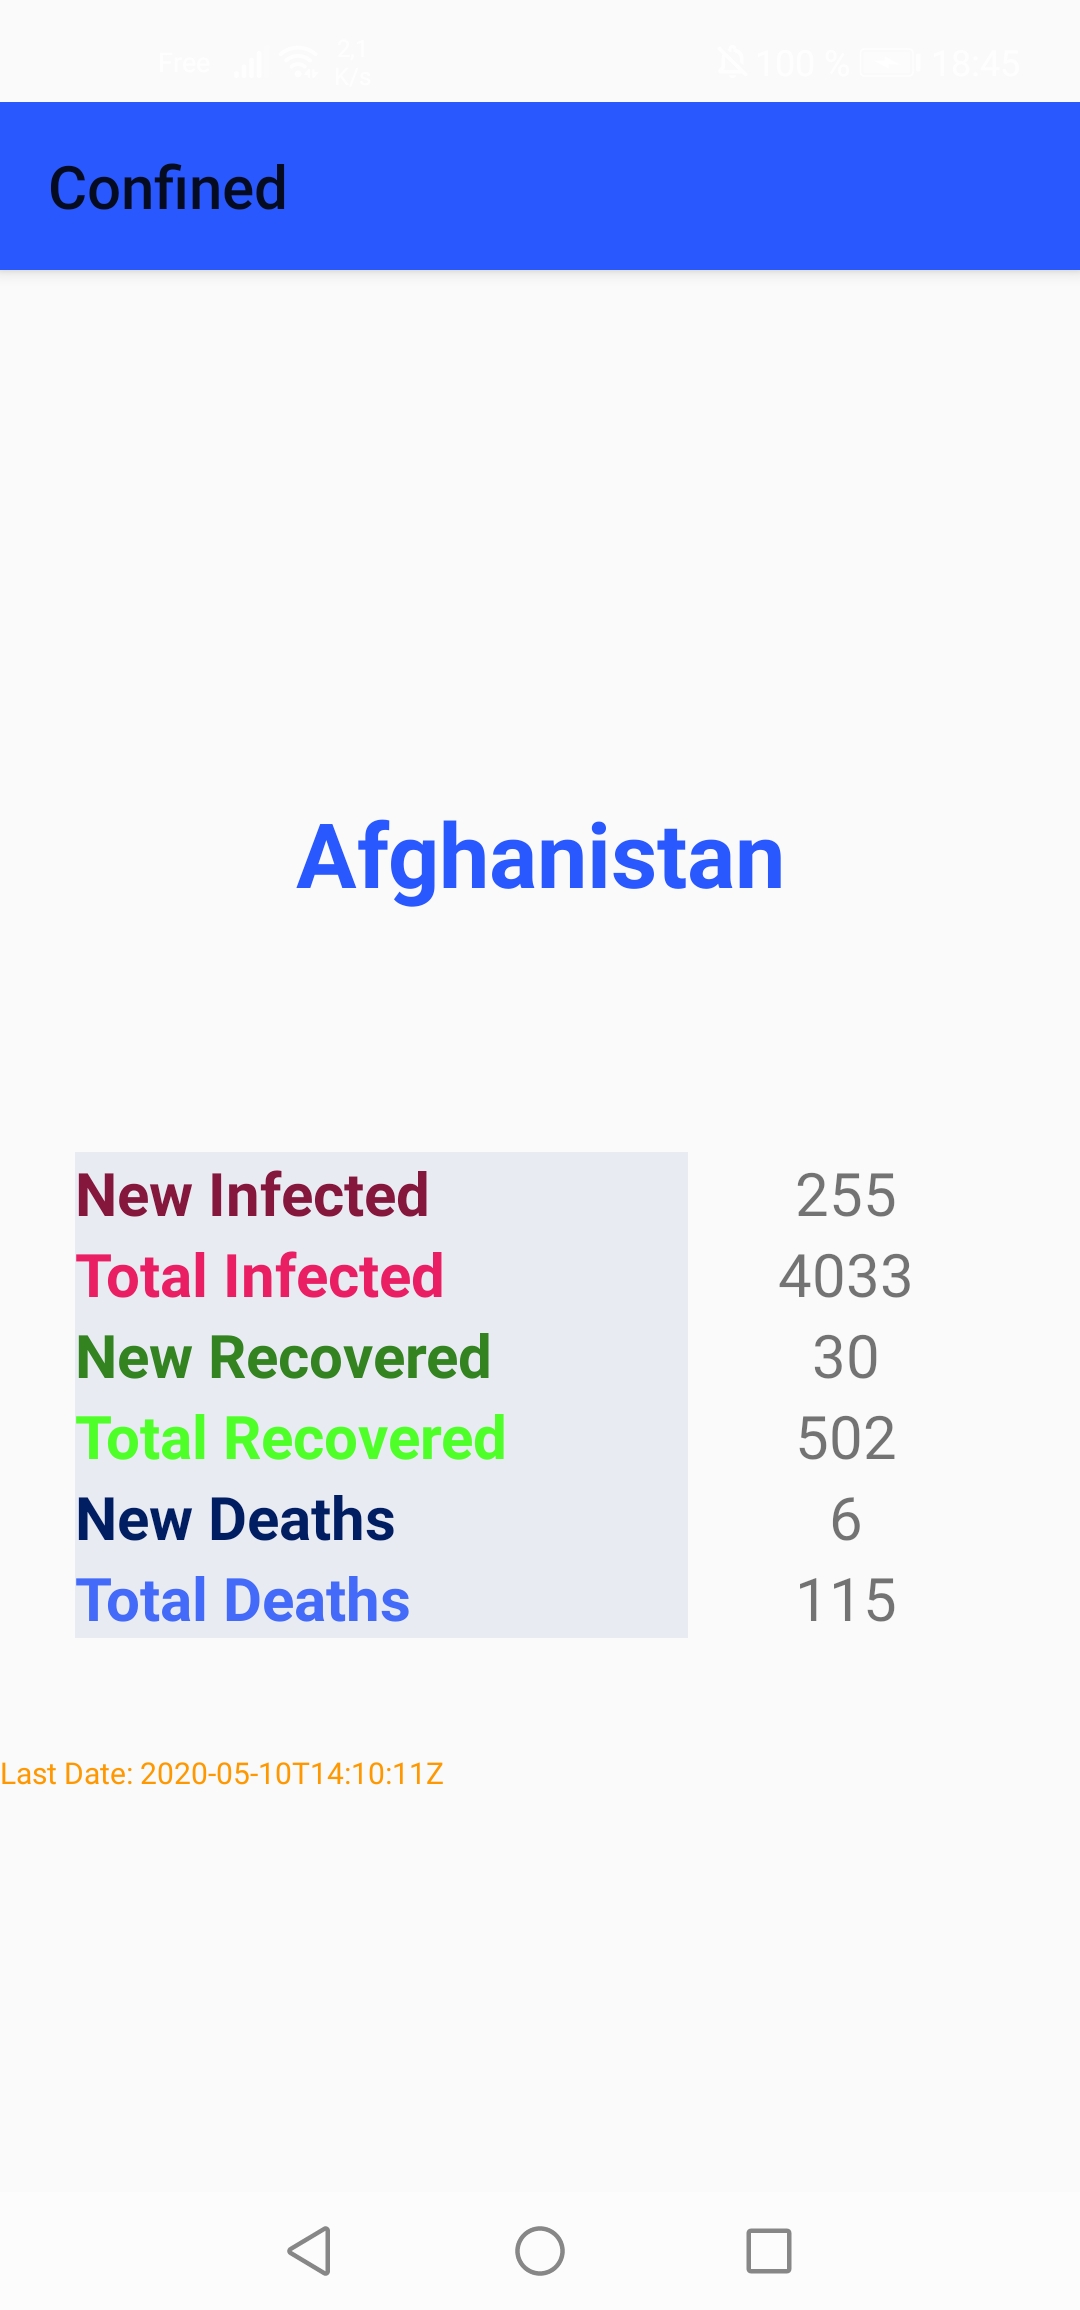 Free 2,1 100 % 18:45
K/s
Confined
Afghanistan
New Infected 255
Total Infected 4033
New Recovered 30
Total Recovered 502
New Deaths 6
Total Deaths 115
Last Date: 2020-05-10T14:10:11Z